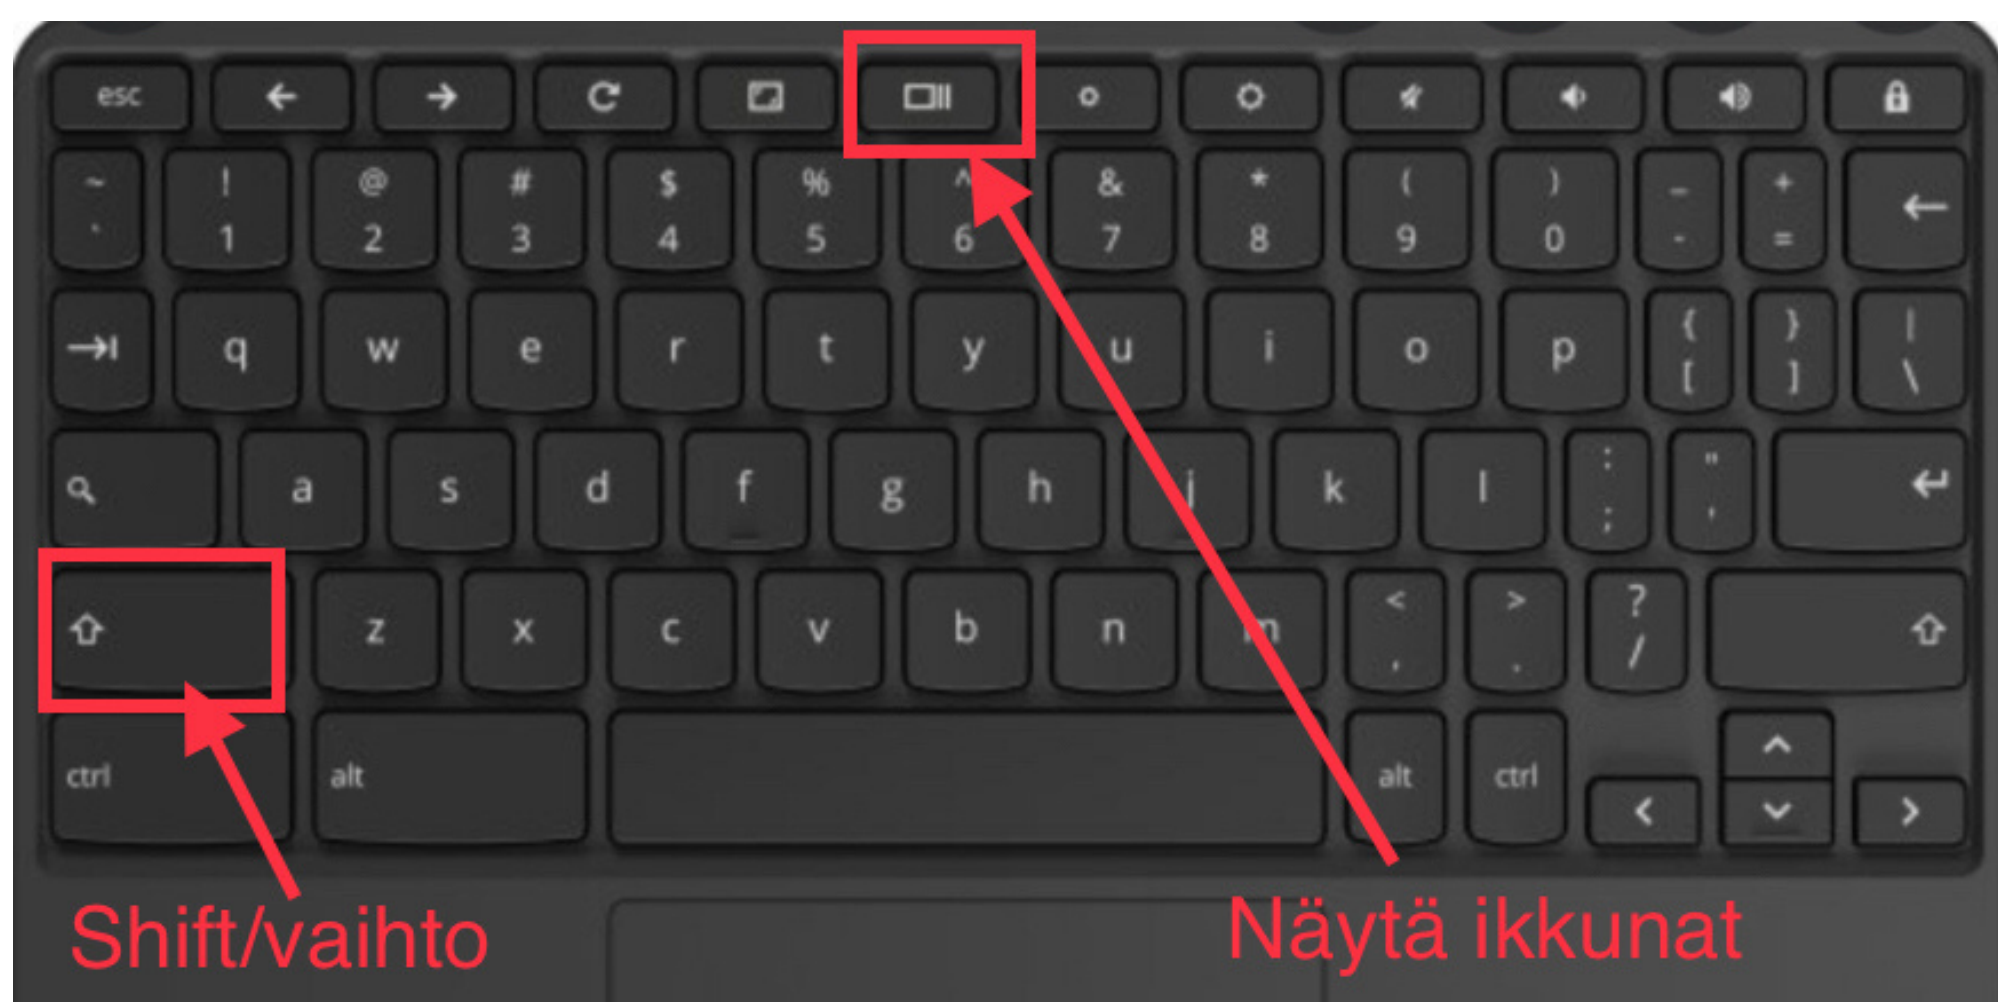 esc
~ ! @ # $ % ^ & * ( ) _ +
` 1 2 3 4 5 6 7 8 9 0 - =
q w e r t y u i o p { } |
[ ] \
a s d f g h j k l : "
; '
z x c v b n m < > ?
, . /
ctrl alt alt ctrl
Shift/vaihto
Näytä ikkunat